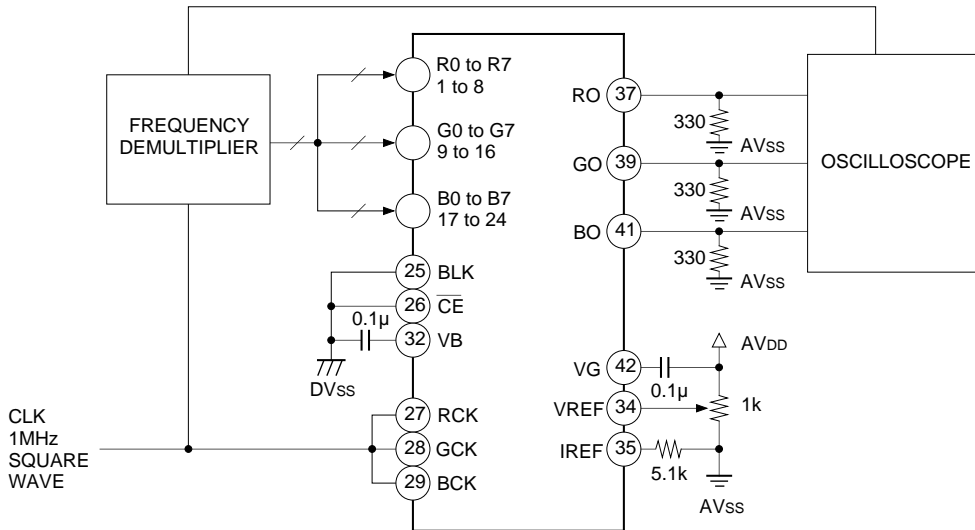 FREQUENCY
DEMULTIPLIER
R0 to R7
1 to 8
G0 to G7
9 to 16
B0 to B7
17 to 24
25 BLK
26 CE
0.1µ
32 VB
DVSS
CLK
1MHz
SQUARE
WAVE
27 RCK
28 GCK
29 BCK
RO 37
330
AVSS
GO 39
330
AVSS
BO 41
330
AVSS
OSCILLOSCOPE
AVDD
VG 42
0.1µ
VREF 34
1k
IREF 35
5.1k
AVSS